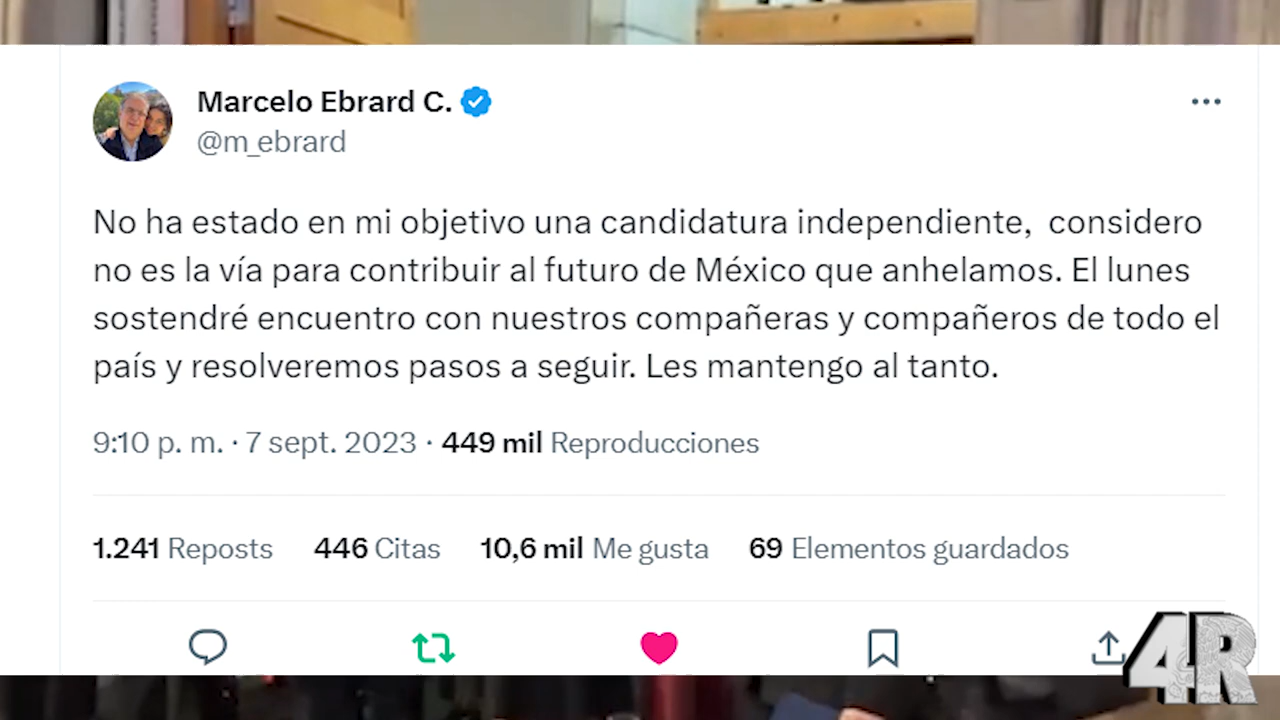 Marcelo Ebrard C.
@m_ebrard
No ha estado en mi objetivo una candidatura independiente,  considero
no es la vía para contribuir al futuro de México que anhelamos. El lunes
sostendré encuentro con nuestros compañeras y compañeros de todo el
país y resolveremos pasos a seguir. Les mantengo al tanto.
9:10 p. m. · 7 sept. 2023 · 449 mil Reproducciones
1.241 Reposts 446 Citas 10,6 mil Me gusta 69 Elementos guardados
4R